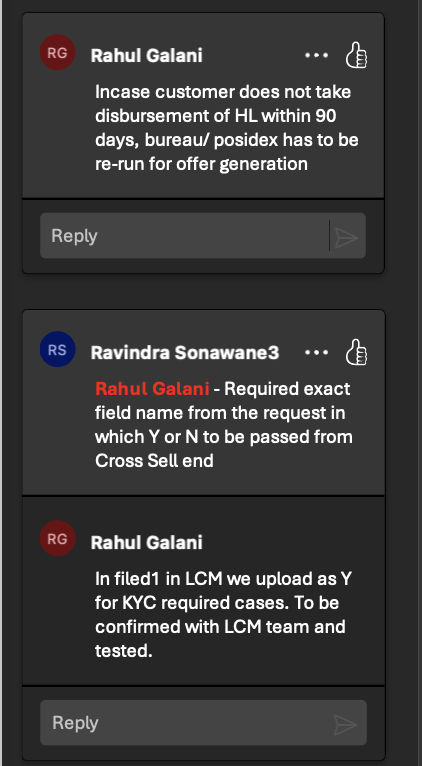 RG Rahul Galani ...
Incase customer does not take
disbursement of HL within 90
days, bureau/ posidex has to be
re-run for offer generation
Reply
RS Ravindra Sonawane3 ...
Rahul Galani - Required exact
field name from the request in
which Y or N to be passed from
Cross Sell end
RG Rahul Galani
In filed1 in LCM we upload as Y
for KYC required cases. To be
confirmed with LCM team and
tested.
Reply